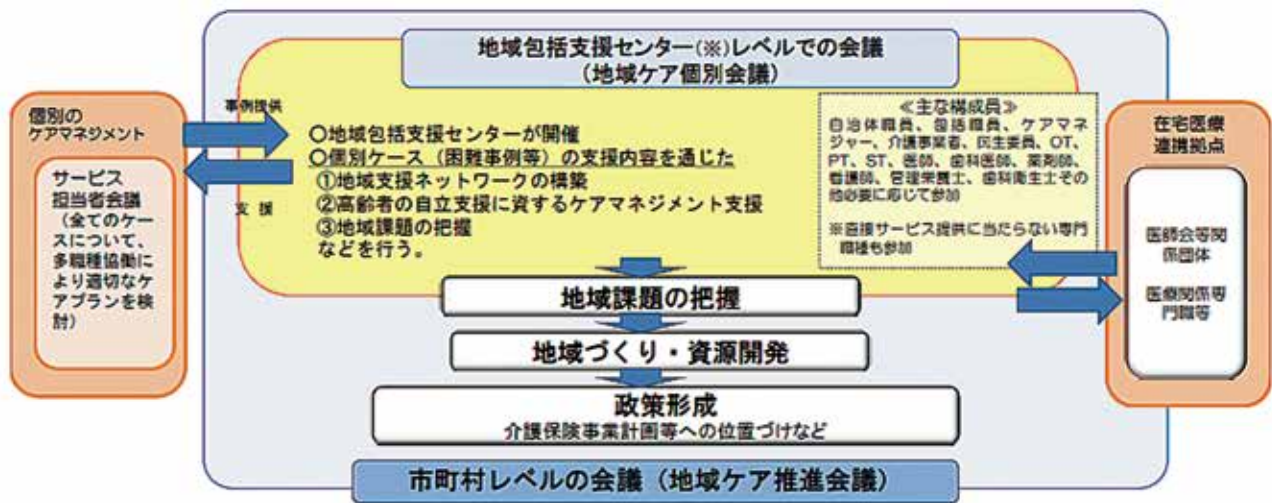 地域包括支援センター(※)レベルでの会議
(地域ケア個別会議)
個別の
ケアマネジメント
サービス
担当者会議
(全てのケー
スについて、
多職種協働に
より適切なケ
アプランを検
討)
事例提供
支 援
〇地域包括支援センターが開催
〇個別ケース(困難事例等)の支援内容を通じた
①地域支援ネットワークの構築
②高齢者の自立支援に資するケアマネジメント支援
③地域課題の把握
などを行う。
≪主な構成員≫
自治体職員、包括職員、ケアマネ
ジャー、介護事業者、民生委員、OT、
PT、ST、医師、歯科医師、薬剤師、
看護師、管理栄養士、歯科衛生士その
他必要に応じて参加
※直接サービス提供に当たらない専門
職種も参加
在宅医療
連携拠点
医師会等関
係団体
医療関係専
門職等
地域課題の把握
地域づくり・資源開発
政策形成
介護保険事業計画等への位置づけなど
市町村レベルの会議(地域ケア推進会議)